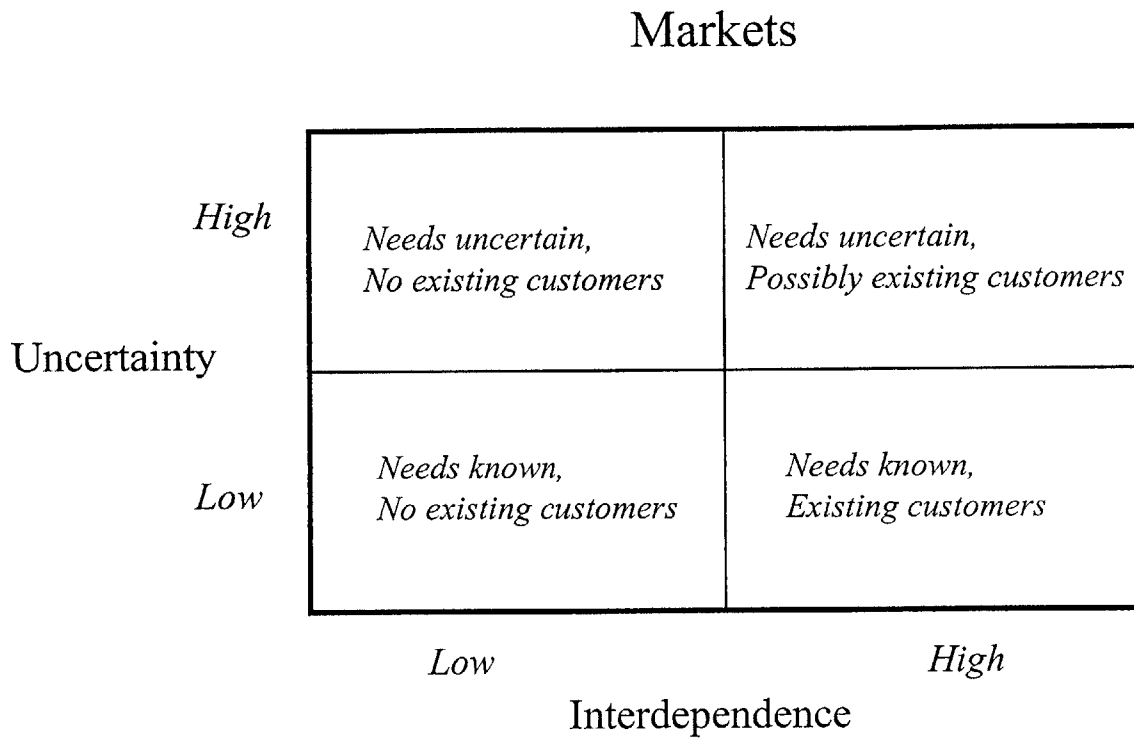 Markets
High
Needs uncertain,
No existing customers
Needs uncertain,
Possibly existing customers
Uncertainty
Low
Needs known,
No existing customers
Needs known,
Existing customers
Low
High
Interdependence